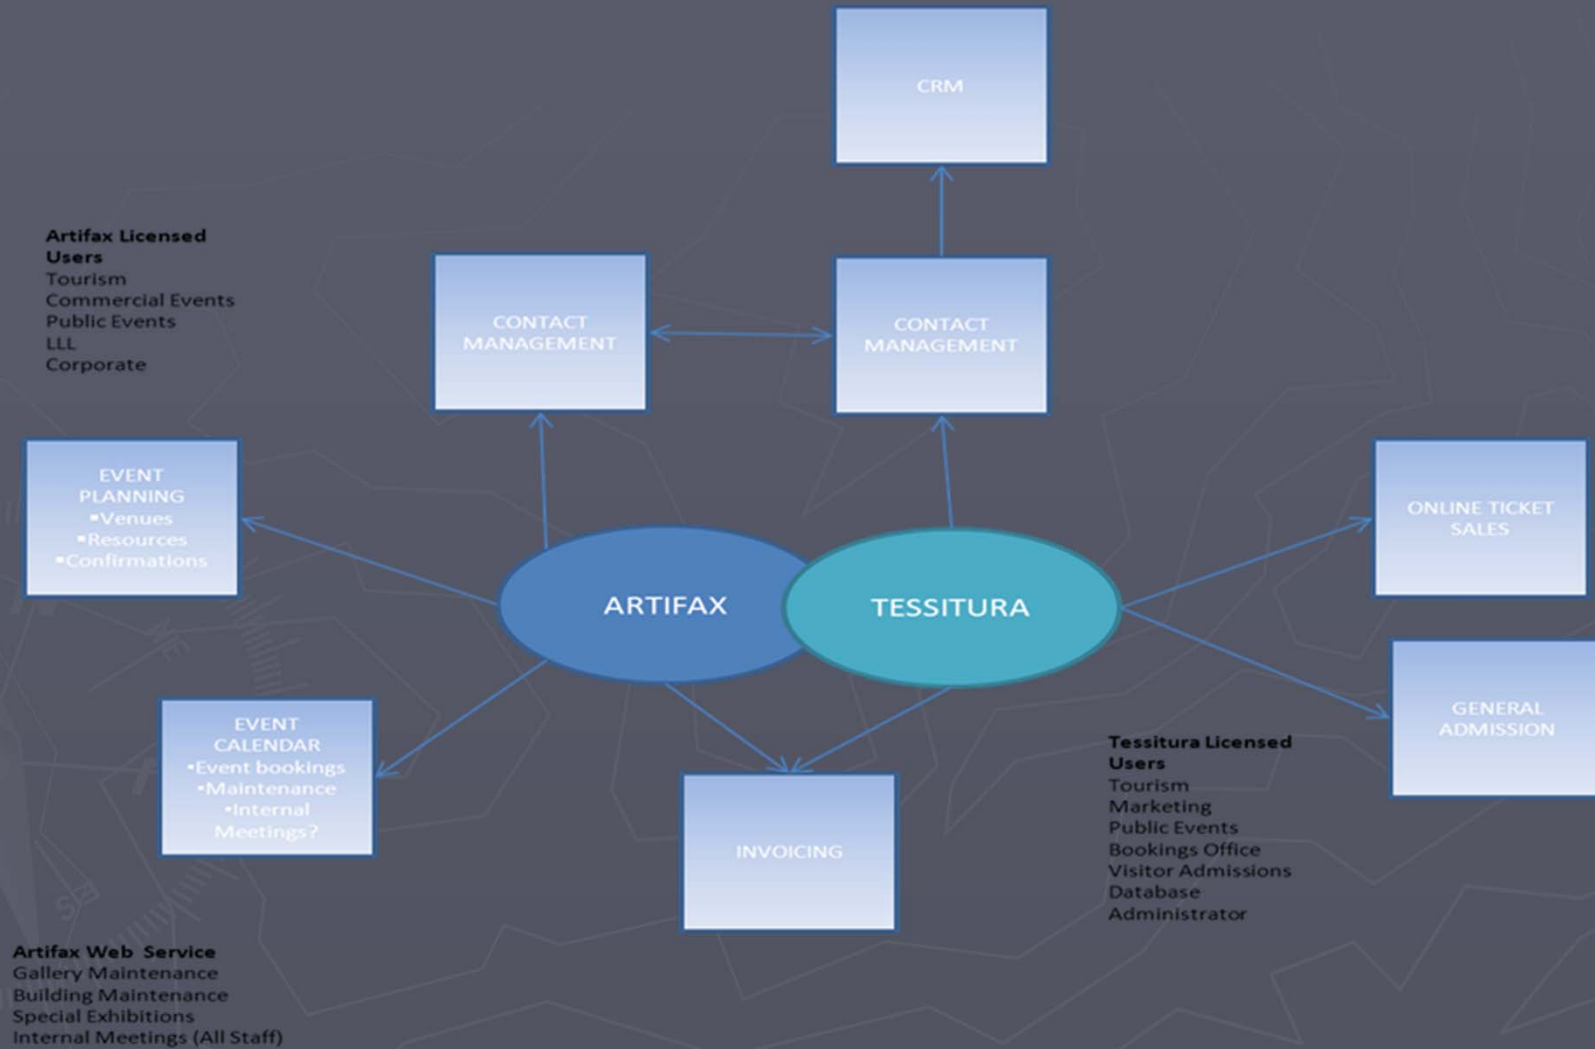 CRM
Artifax Licensed
Users
Tourism
Commercial Events
Public Events
LLL
Corporate
CONTACT
MANAGEMENT
CONTACT
MANAGEMENT
EVENT
PLANNING
▪Venues
▪Resources
▪Confirmations
ONLINE TICKET
SALES
ARTIFAX
TESSITURA
EVENT
CALENDAR
▪Event bookings
▪Maintenance
▪Internal
Meetings?
GENERAL
ADMISSION
INVOICING
Tessitura Licensed
Users
Tourism
Marketing
Public Events
Bookings Office
Visitor Admissions
Database
Administrator
Artifax Web  Service
Gallery Maintenance
Building Maintenance
Special Exhibitions
Internal Meetings (All Staff)